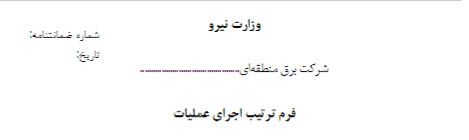 وزارت نیرو
شماره ضمانتنامه:
تاریخ:
شرکت برق منطقه‌ای..........................................
فرم ترتیب اجرای عملیات